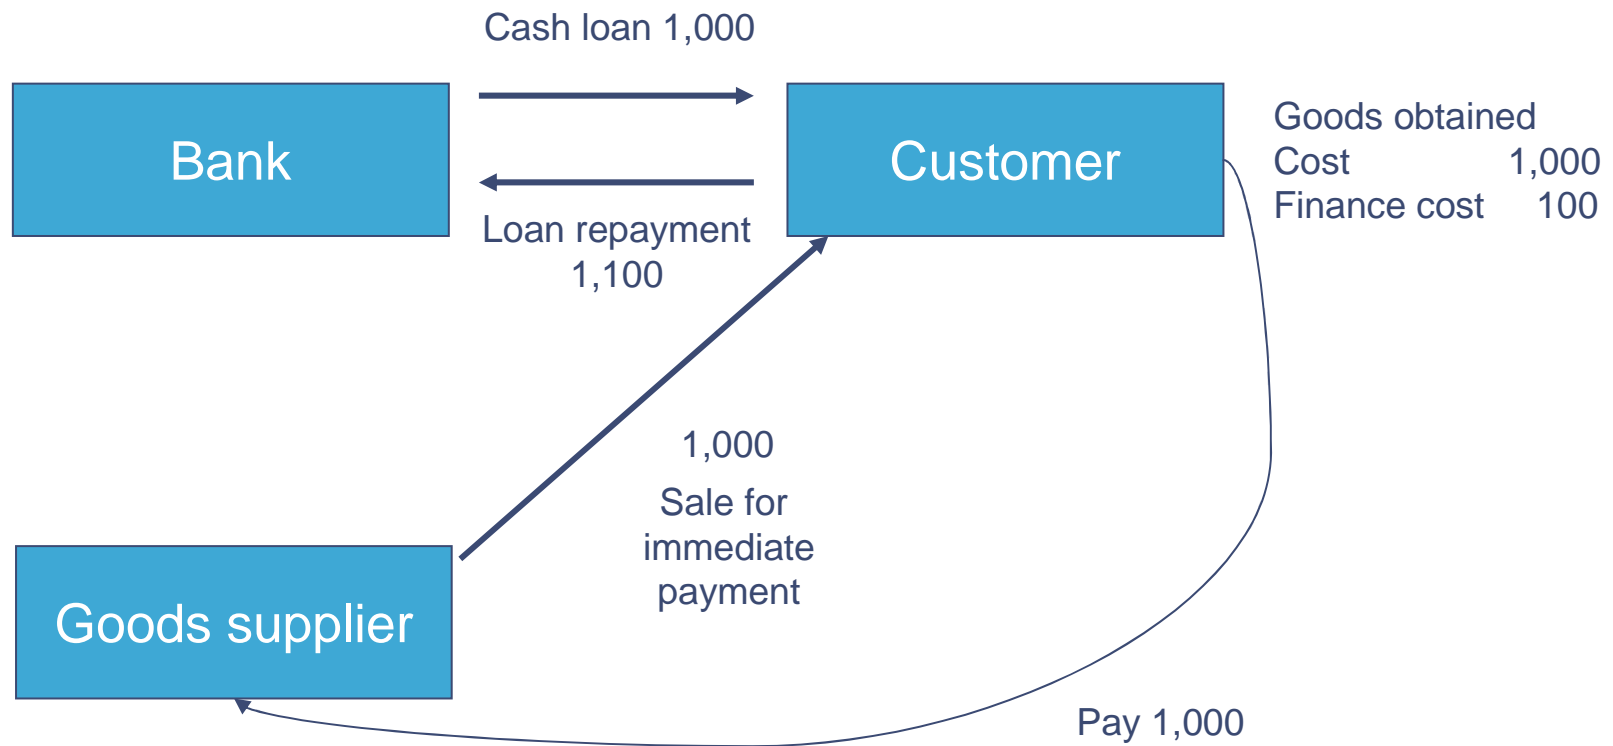 Cash loan 1,000
Bank
Customer
Goods obtained
Cost 1,000
Finance cost 100
Loan repayment
1,100
1,000
Sale for
immediate
payment
Goods supplier
Pay 1,000